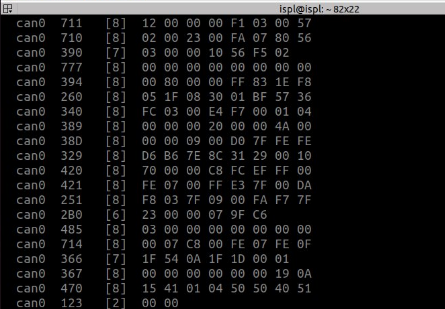 ispl@ispl: ~ 82x22
can0 711 [8] 12 00 00 00 F1 03 00 57
can0 710 [8] 02 00 23 00 FA 07 80 56
can0 390 [7] 03 00 00 10 56 F5 02
can0 777 [8] 00 00 00 00 00 00 00 00
can0 394 [8] 00 80 00 00 FF 83 1E F8
can0 260 [8] 05 1F 08 30 01 BF 57 36
can0 340 [8] FC 03 00 E4 F7 00 01 04
can0 389 [8] 00 00 00 20 00 00 4A 00
can0 38D [8] 00 00 09 00 D0 7F FE FE
can0 329 [8] D6 B6 7E 8C 31 29 00 10
can0 420 [8] 70 00 00 C8 FC EF FF 00
can0 421 [8] FE 07 00 FF E3 7F 00 DA
can0 251 [8] F8 03 7F 09 00 FA F7 7F
can0 2B0 [6] 23 00 00 07 9F C6
can0 485 [8] 03 00 00 00 00 00 00 00
can0 714 [8] 00 07 C8 00 FE 07 FE 0F
can0 366 [7] 1F 54 0A 1F 1D 00 01
can0 367 [8] 00 00 00 00 00 00 19 0A
can0 470 [8] 15 41 01 04 50 50 40 51
can0 123 [2] 00 00